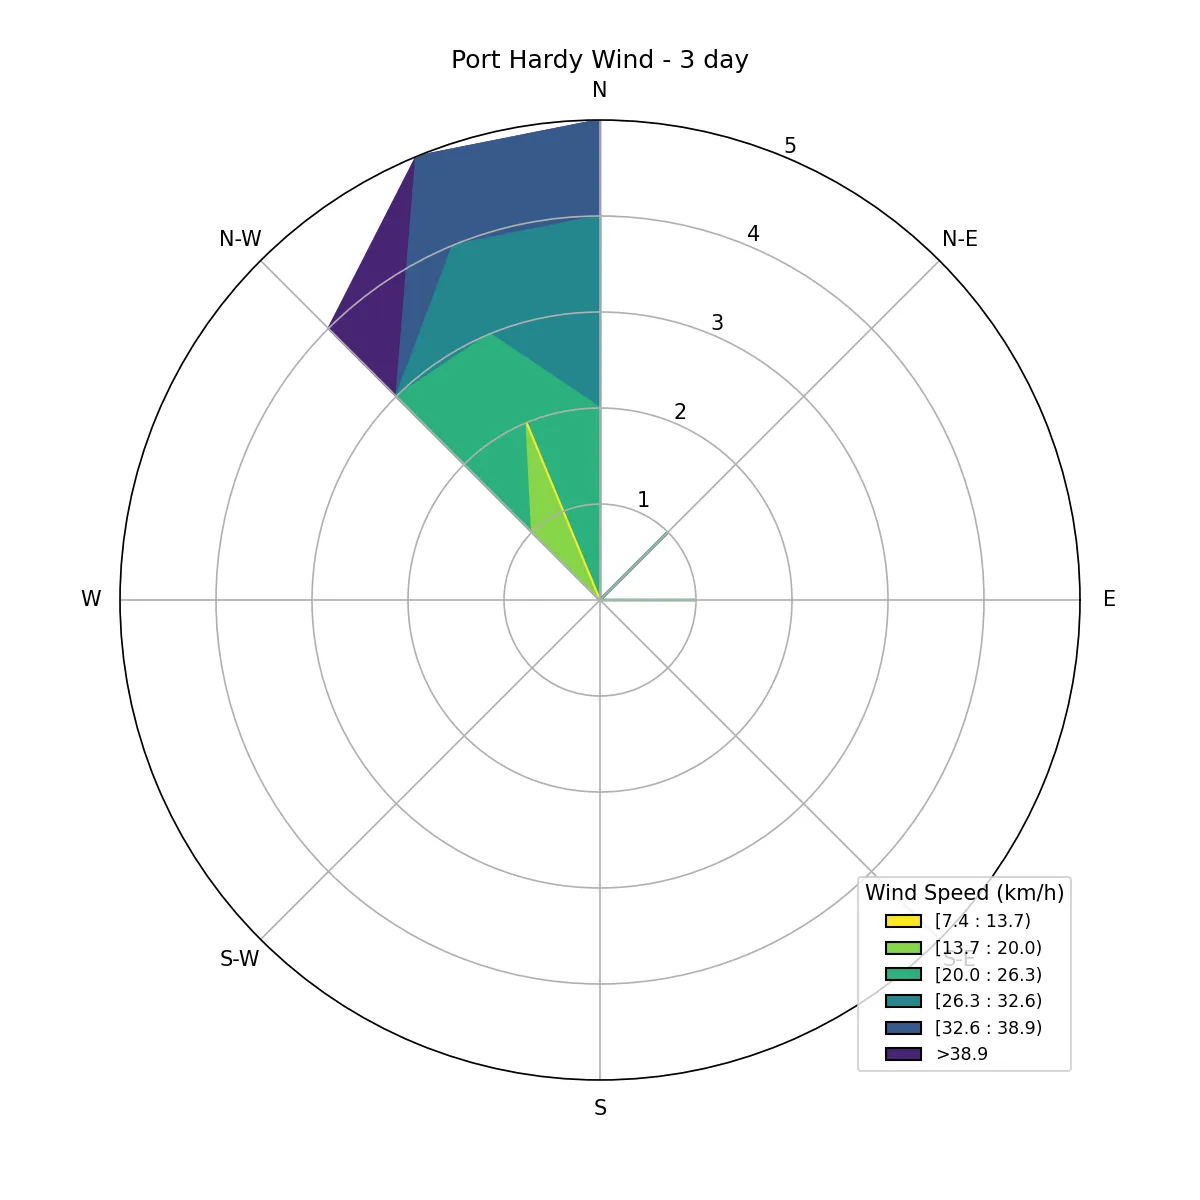 Port Hardy Wind - 3 day
N
5
N-W
4
N-E
3
2
1
W
E
Wind Speed (km/h)
[7.4 : 13.7)
[13.7 : 20.0)
S-W
S-E
[20.0 : 26.3)
[26.3 : 32.6)
[32.6 : 38.9)
>38.9
S